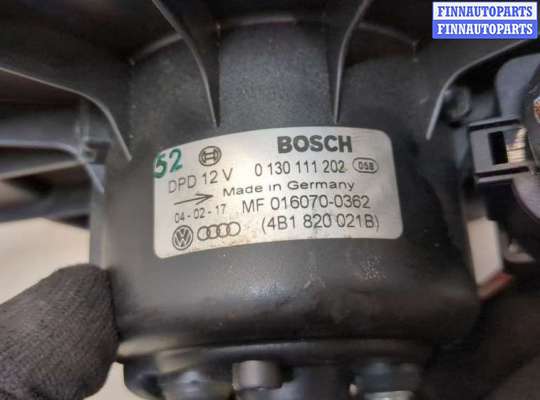 FINNAUTOPARTS
FINNAUTOPARTS
52
BOSCH
DPD 12 V 0 130 111 202 058
Made in Germany
04-02-17 MF 016070-0362
(4B1 820 021B)